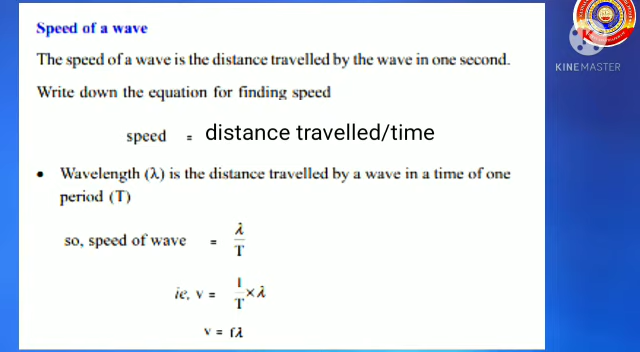 Speed of a wave
The speed of a wave is the distance travelled by the wave in one second.
Write down the equation for finding speed
speed = distance travelled/time
• Wavelength (λ) is the distance travelled by a wave in a time of one
period (T)
so, speed of wave = λ/T
ie, v = 1/T × λ
v = fλ
KINEMASTER